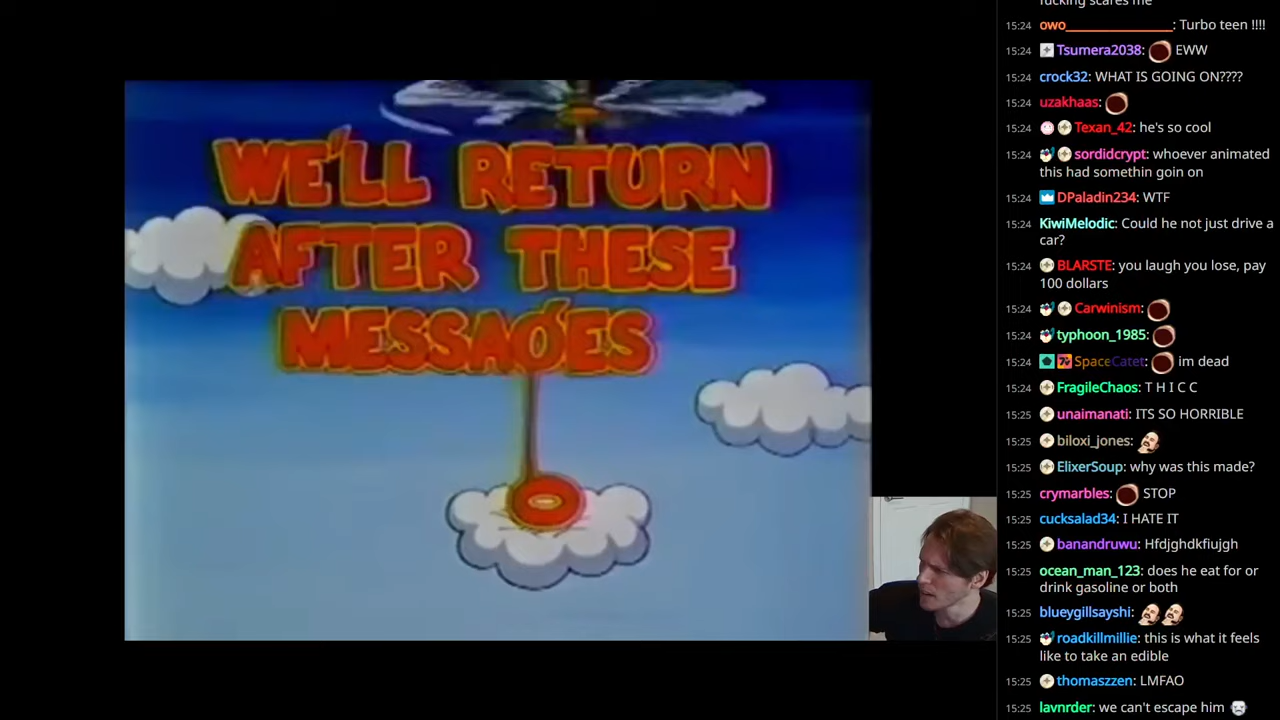 WE'LL RETURN
AFTER THESE
MESSAGES
fucking scares me
15:24 owo________________: Turbo teen !!!!
15:24 Tsumera2038: EWW
15:24 crock32: WHAT IS GOING ON????
15:24 uzakhaas:
15:24 Texan_42: he's so cool
15:24 sordidcrypt: whoever animated
this had somethin goin on
15:24 DPaladin234: WTF
15:24 KiwiMelodic: Could he not just drive a
car?
15:24 BLARSTE: you laugh you lose, pay
100 dollars
15:24 Carwinism:
15:24 typhoon_1985:
15:24 SpaceCatet: im dead
15:24 FragileChaos: T H I C C
15:25 unaimanati: ITS SO HORRIBLE
15:25 biloxi_jones:
15:25 ElixerSoup: why was this made?
15:25 crymarbles: STOP
15:25 cucksalad34: I HATE IT
15:25 banandruwu: Hfdjghdkfiujgh
15:25 ocean_man_123: does he eat for or
drink gasoline or both
15:25 blueygillsayshi:
15:25 roadkillmillie: this is what it feels
like to take an edible
15:25 thomaszzen: LMFAO
15:25 lavnrder: we can't escape him